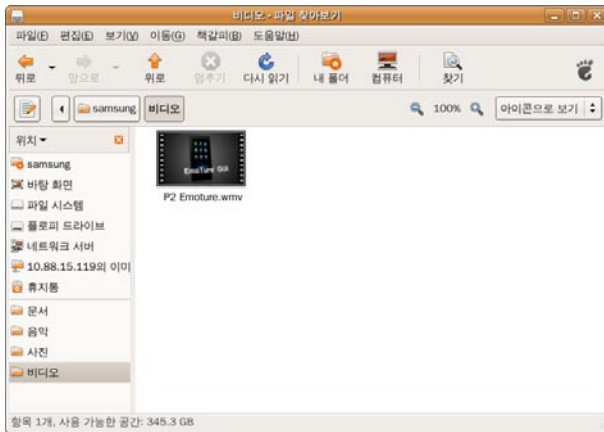 비디오 - 파일 찾아보기
파일(F) 편집(E) 보기(V) 이동(G) 책갈피(B) 도움말(H)
뒤로 앞으로 위로 멈추기 다시 읽기 내 폴더 컴퓨터 찾기
samsung 비디오 100% 아이콘으로 보기
위치
samsung
바탕 화면
파일 시스템
플로피 드라이브
네트워크 서버
10.88.15.119의 이미
휴지통
문서
음악
사진
비디오
EmoTure GUI
P2 Emoture.wmv
항목 1개, 사용 가능한 공간: 345.3 GB